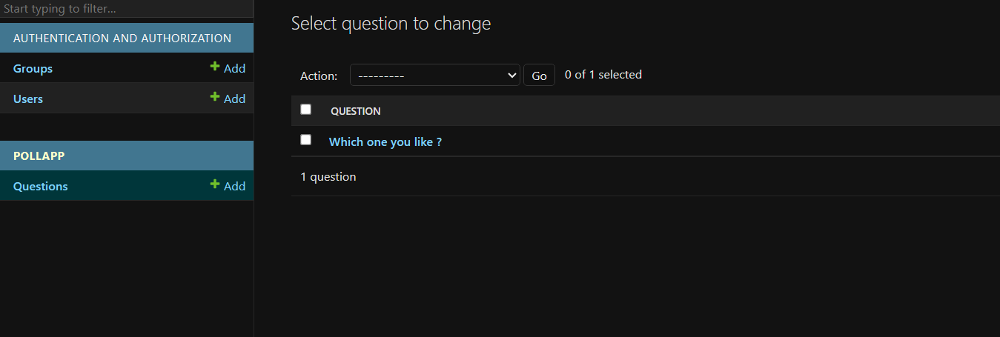 Start typing to filter...
AUTHENTICATION AND AUTHORIZATION
Groups + Add
Users + Add
POLLAPP
Questions + Add
Select question to change
Action: --------- Go 0 of 1 selected
QUESTION
Which one you like ?
1 question